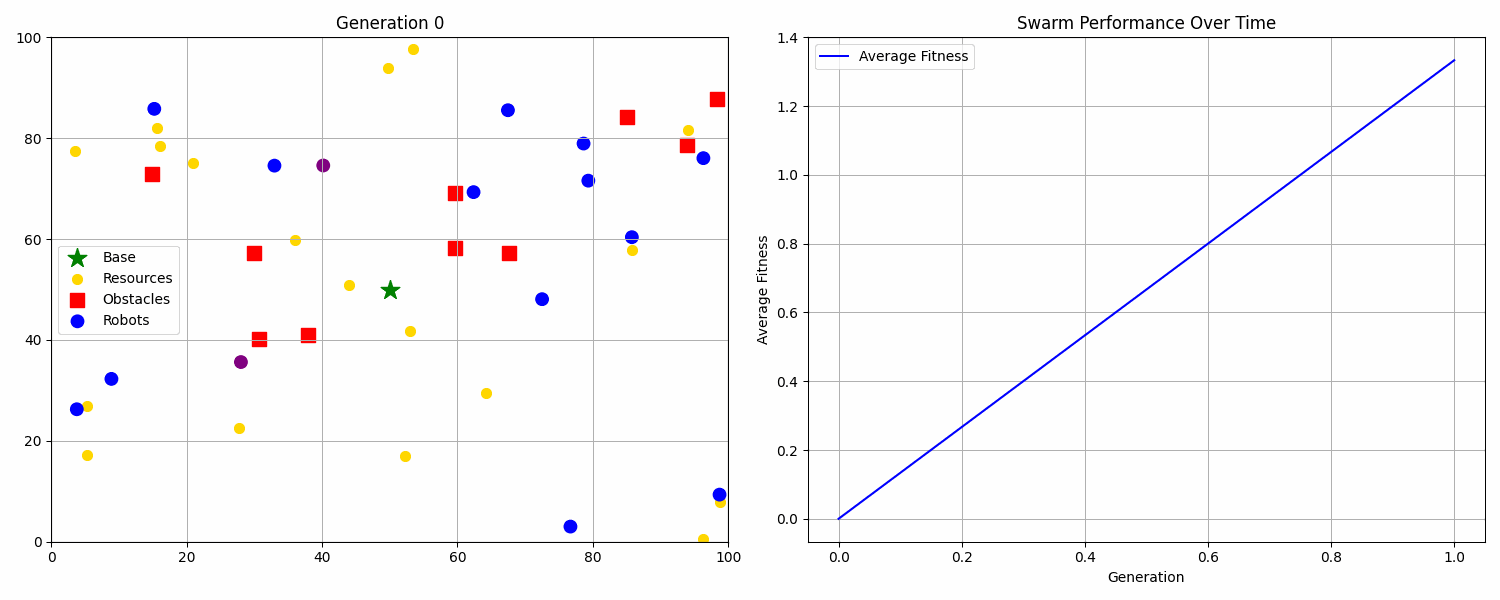 Generation 0
100
80
60
40
20
0
0 20 40 60 80 100
Base
Resources
Obstacles
Robots
Swarm Performance Over Time
Average Fitness
1.4
1.2
1.0
0.8
0.6
0.4
0.2
0.0
0.0 0.2 0.4 0.6 0.8 1.0
Average Fitness
Generation